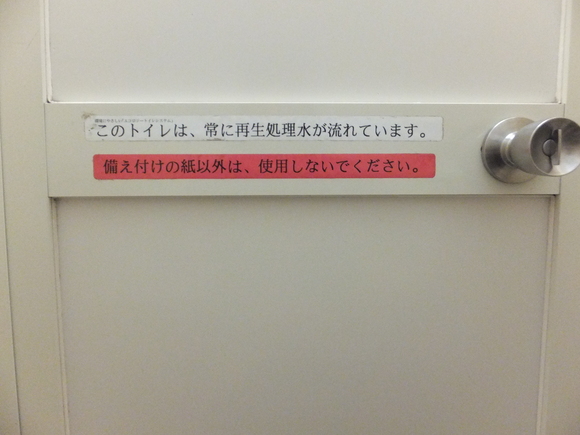 このトイレは、常に再生処理水が流れています。
備え付けの紙以外は、使用しないでください。